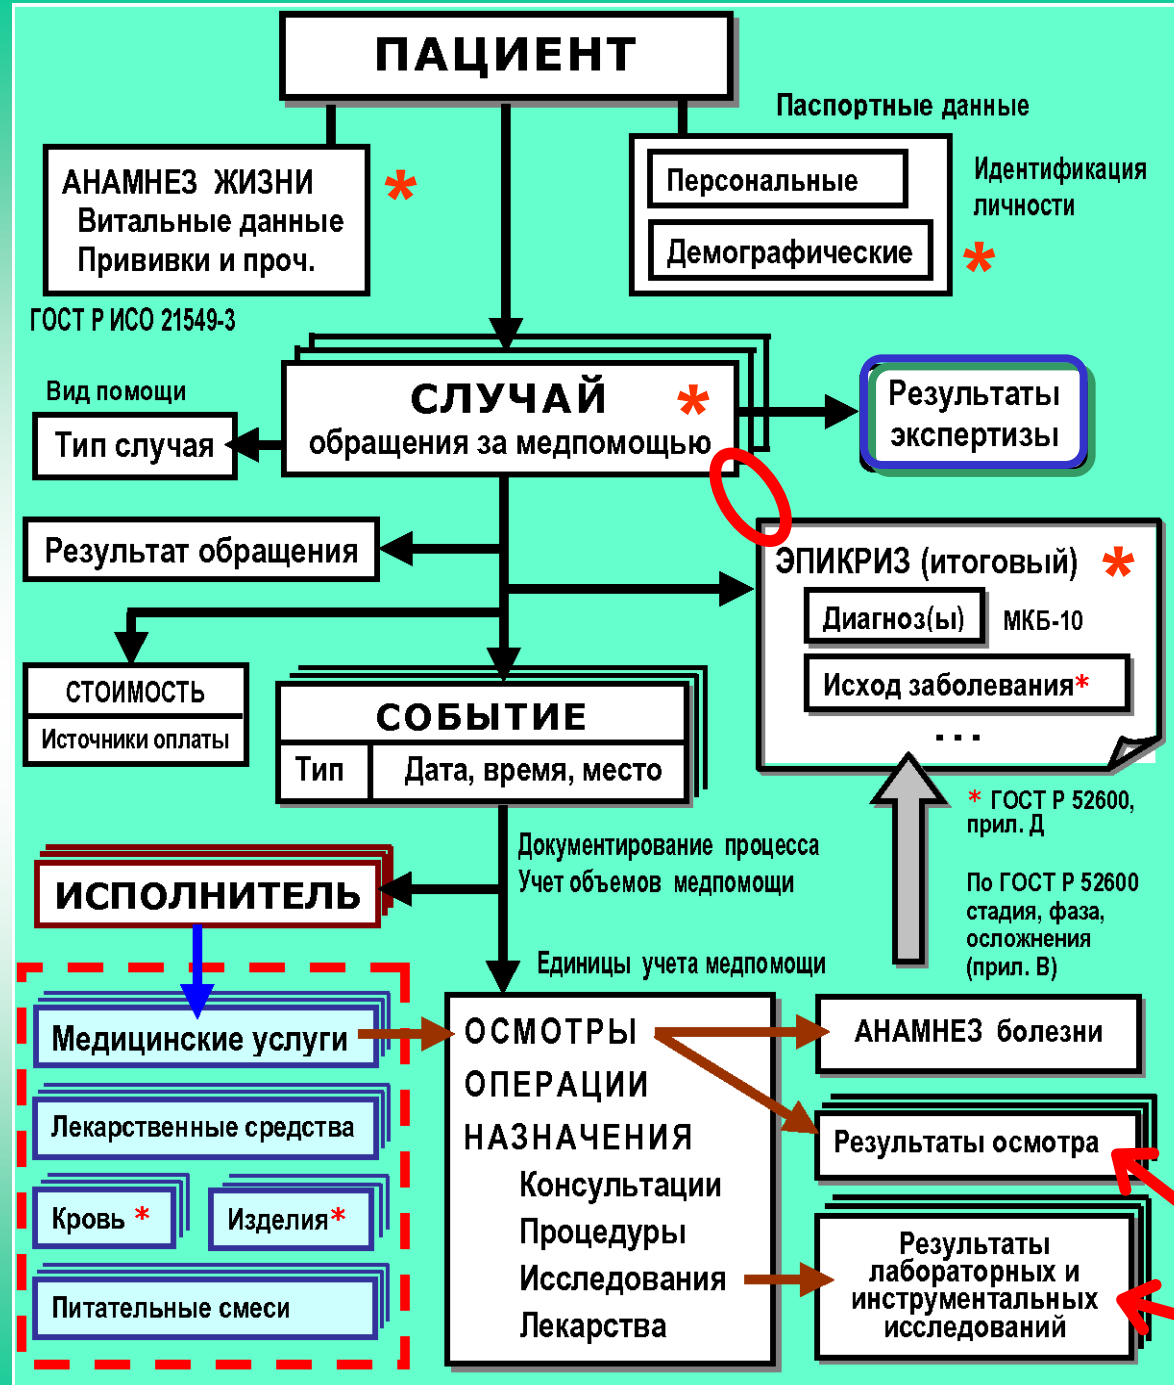 ПАЦИЕНТ
Паспортные данные
АНАМНЕЗ ЖИЗНИ *
Витальные данные
Прививки и проч.
Персональные
Демографические
Идентификация
личности
*
ГОСТ Р ИСО 21549-3
СЛУЧАЙ *
обращения за медпомощью
Вид помощи
Тип случая
Результаты
экспертизы
Результат обращения
ЭПИКРИЗ (итоговый) *
Диагноз(ы) МКБ-10
Исход заболевания*
...
СТОИМОСТЬ
Источники оплаты
СОБЫТИЕ
Тип Дата, время, место
* ГОСТ Р 52600,
прил. Д
По ГОСТ Р 52600
стадия, фаза,
осложнения
(прил. В)
Документирование процесса
Учет объемов медпомощи
ИСПОЛНИТЕЛЬ
Единицы учета медпомощи
Медицинские услуги
Лекарственные средства
Кровь *
Изделия*
Питательные смеси
ОСМОТРЫ
ОПЕРАЦИИ
НАЗНАЧЕНИЯ
Консультации
Процедуры
Исследования
Лекарства
АНАМНЕЗ болезни
Результаты осмотра
Результаты
лабораторных и
инструментальных
исследований